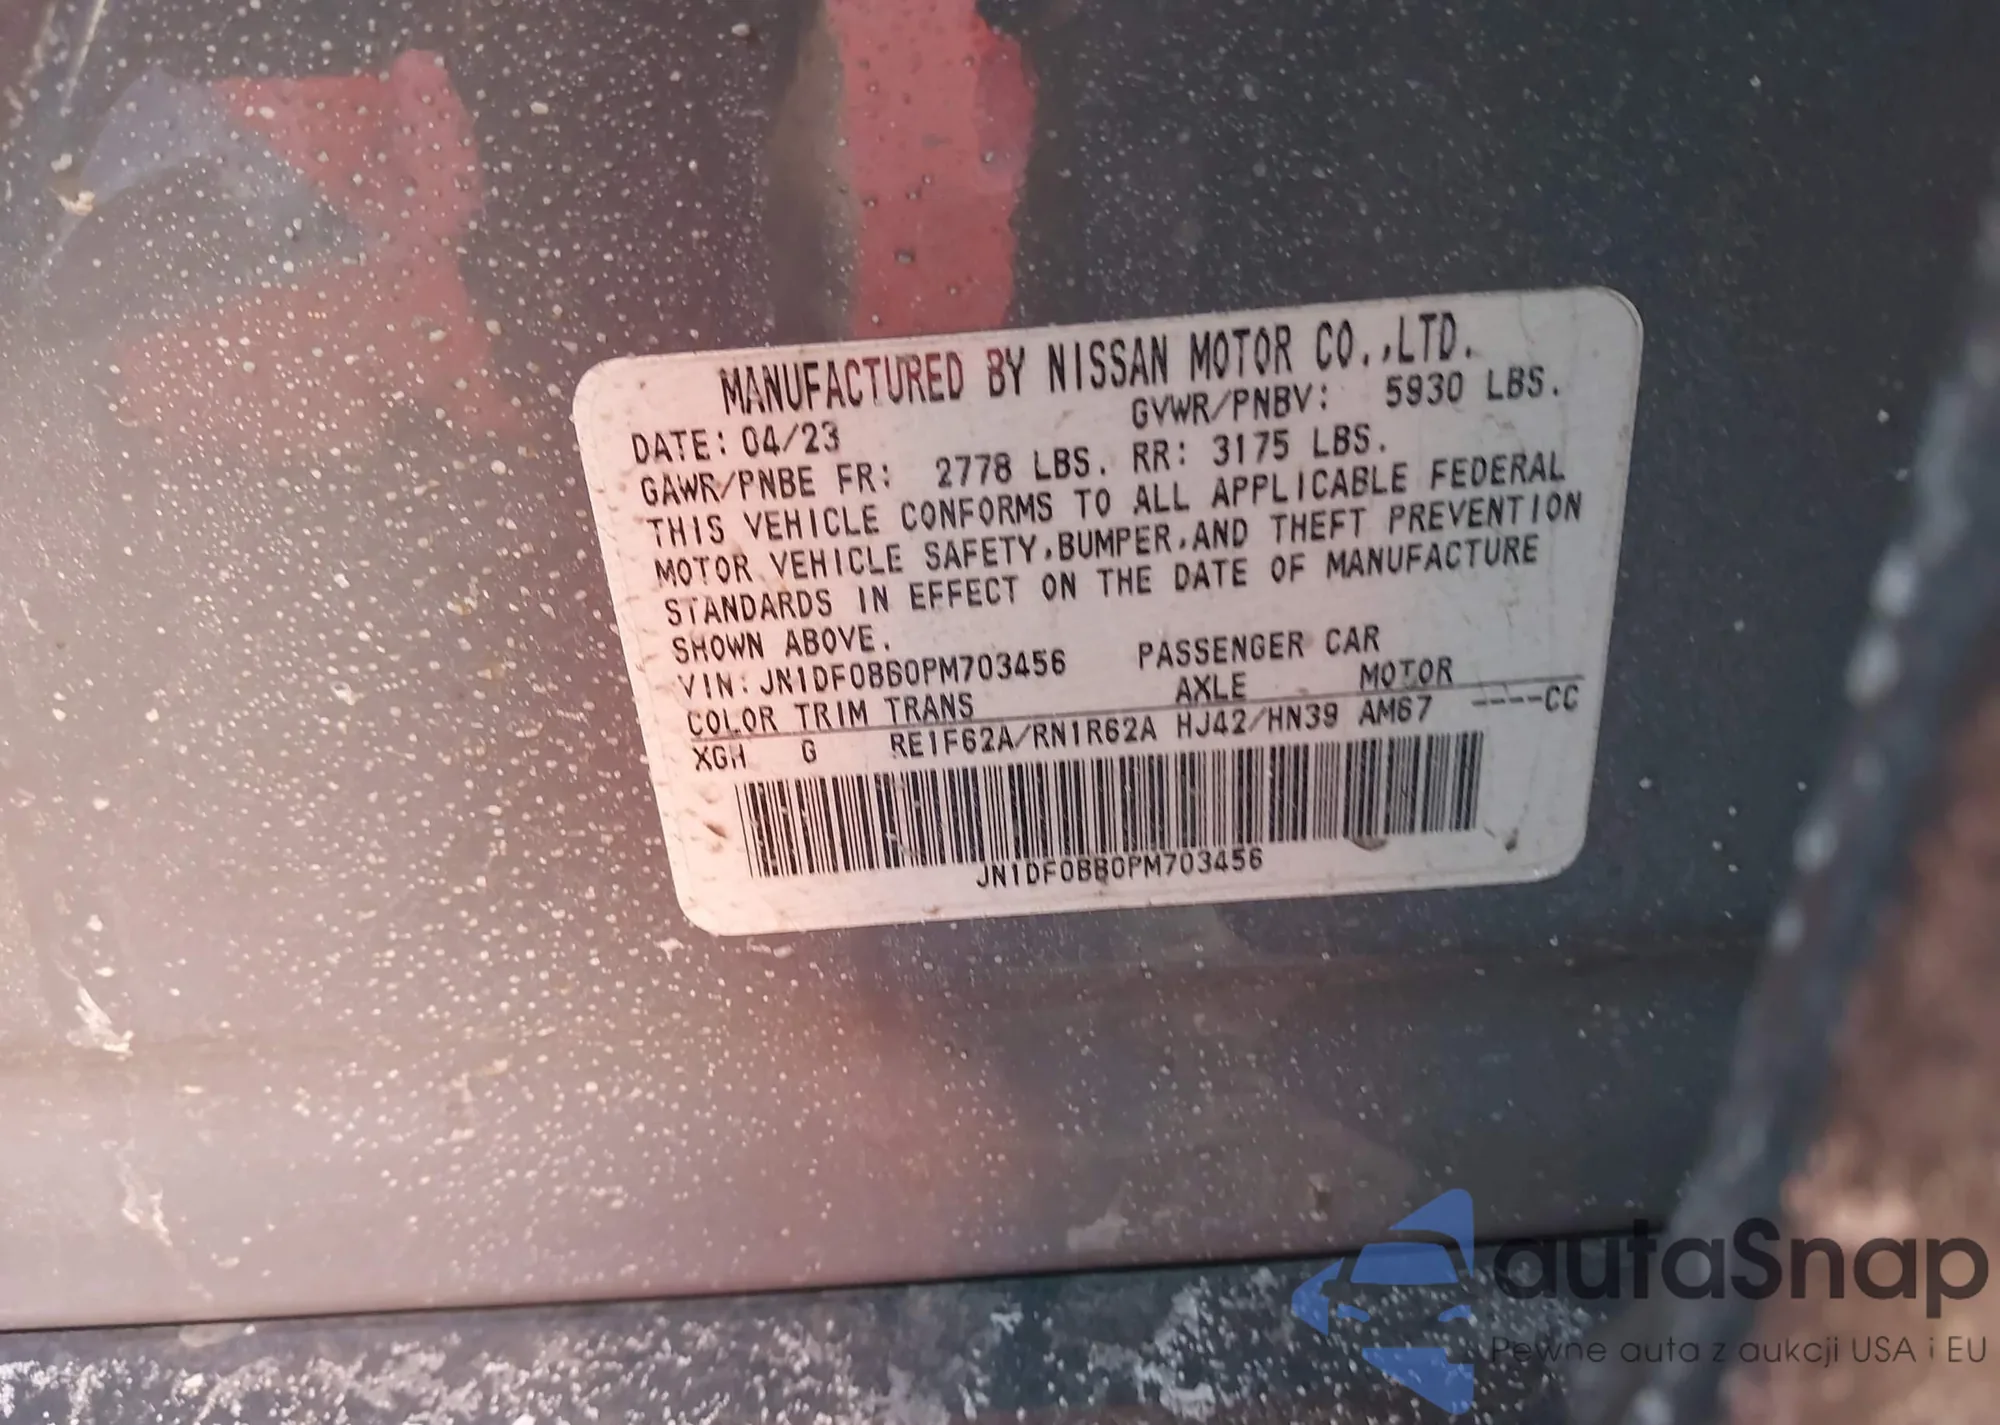 MANUFACTURED BY NISSAN MOTOR CO.,LTD.
DATE: 04/23 GVWR/PNBV: 5930 LBS.
GAWR/PNBE FR: 2778 LBS. RR: 3175 LBS.
THIS VEHICLE CONFORMS TO ALL APPLICABLE FEDERAL
MOTOR VEHICLE SAFETY,BUMPER,AND THEFT PREVENTION
STANDARDS IN EFFECT ON THE DATE OF MANUFACTURE
SHOWN ABOVE.
VIN: JN1DF0BB0PM703456 PASSENGER CAR
COLOR TRIM TRANS AXLE MOTOR
XGH G RE1F62A/RN1R62A HJ42/HN39 AM67 ----CC
JN1DF0BB0PM703456
autaSnap
Pewne auta z aukcji USA i EU